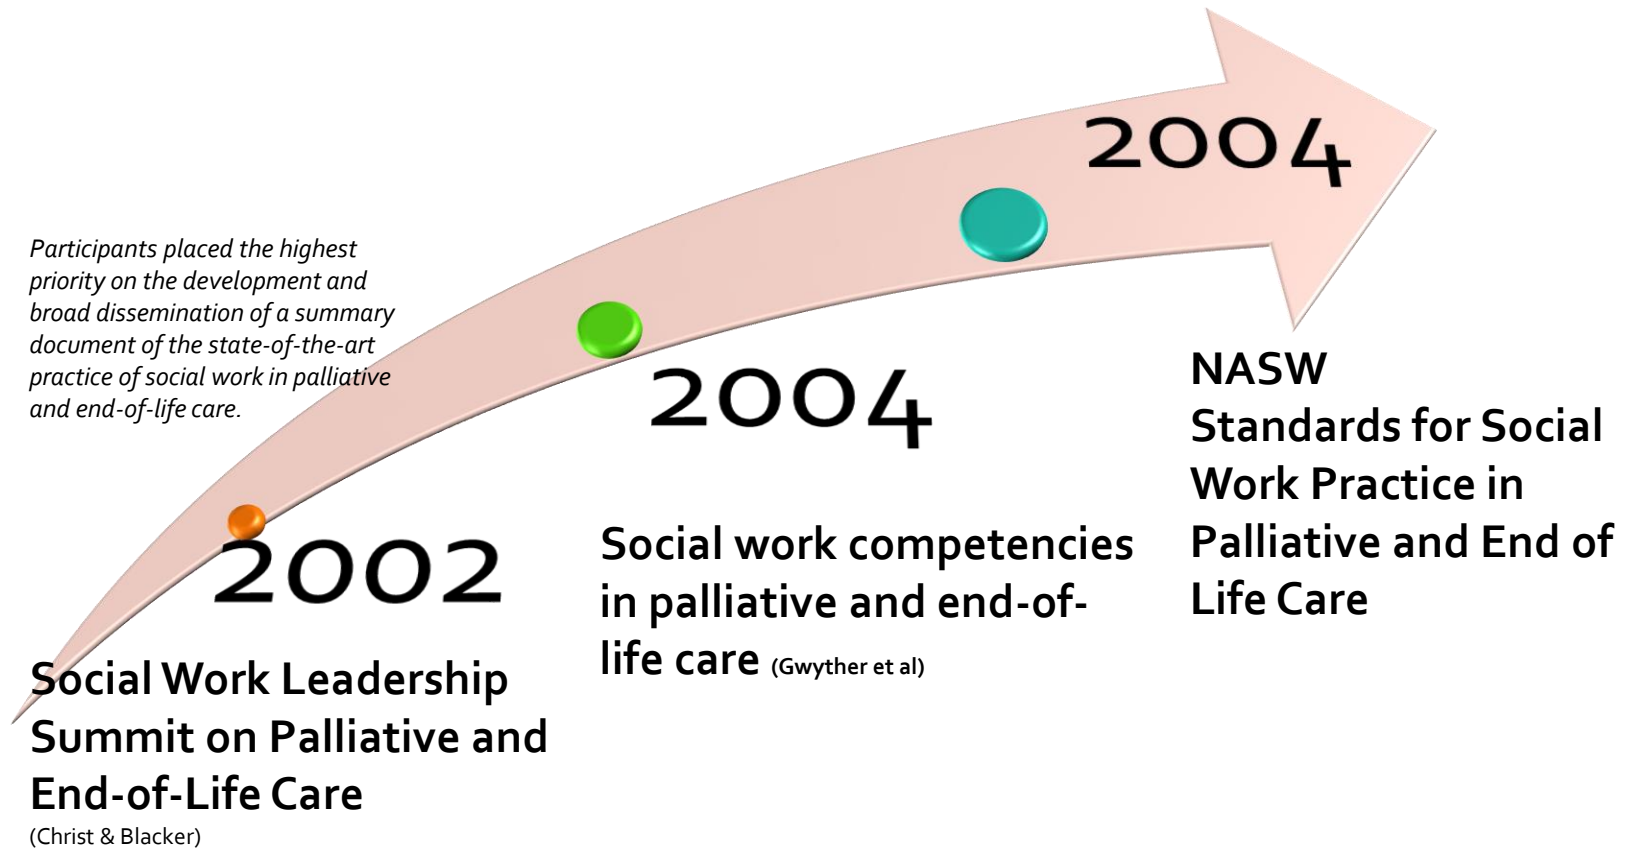 Participants placed the highest
priority on the development and
broad dissemination of a summary
document of the state-of-the-art
practice of social work in palliative
and end-of-life care.
2002
Social Work Leadership
Summit on Palliative and
End-of-Life Care
(Christ & Blacker)
2004
Social work competencies
in palliative and end-of-
life care (Gwyther et al)
2004
NASW
Standards for Social
Work Practice in
Palliative and End of
Life Care